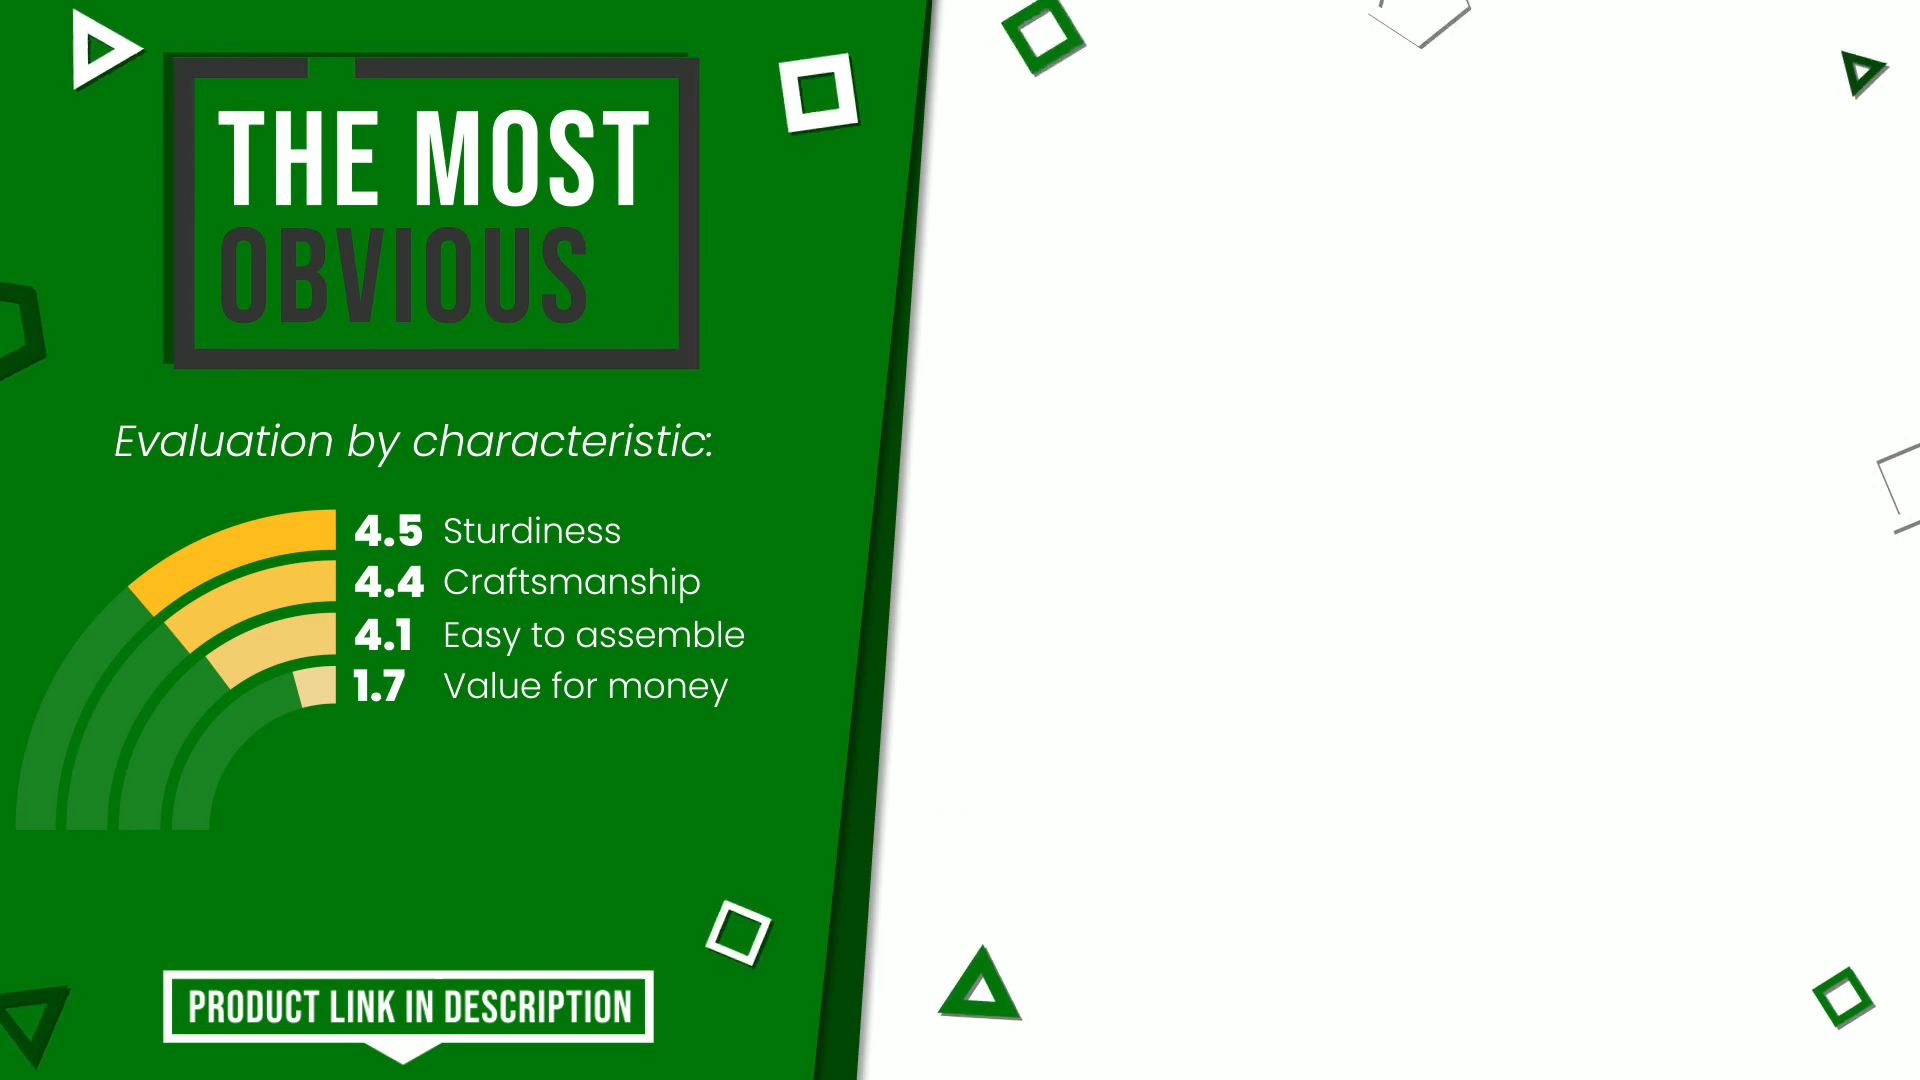 THE MOST
OBVIOUS
Evaluation by characteristic:
4.5 Sturdiness
4.4 Craftsmanship
4.1 Easy to assemble
1.7 Value for money
PRODUCT LINK IN DESCRIPTION